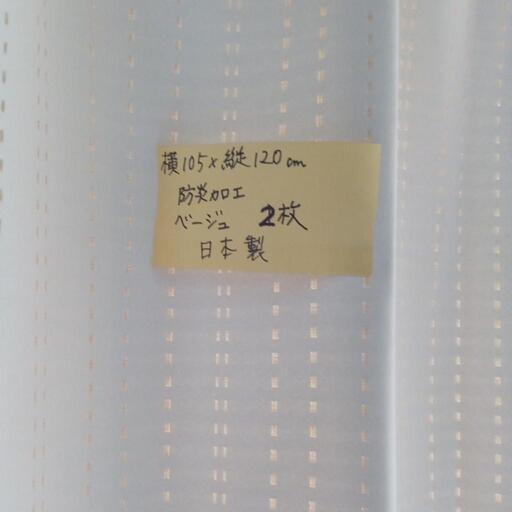 横105×縦120cm
防炎加工
ベージュ 2枚
日本製